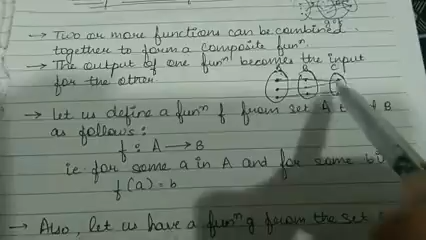 g∘f
→ Two or more functions can be combined
together to form a composite funⁿ.
→ The output of one funⁿ becomes the input
for the other.
A B C
→ Let us define a funⁿ f from set A B
as follows:
f : A → B
ie for some a in A and for some b
f(a) = b
→ Also, let us have a funⁿ g from the set